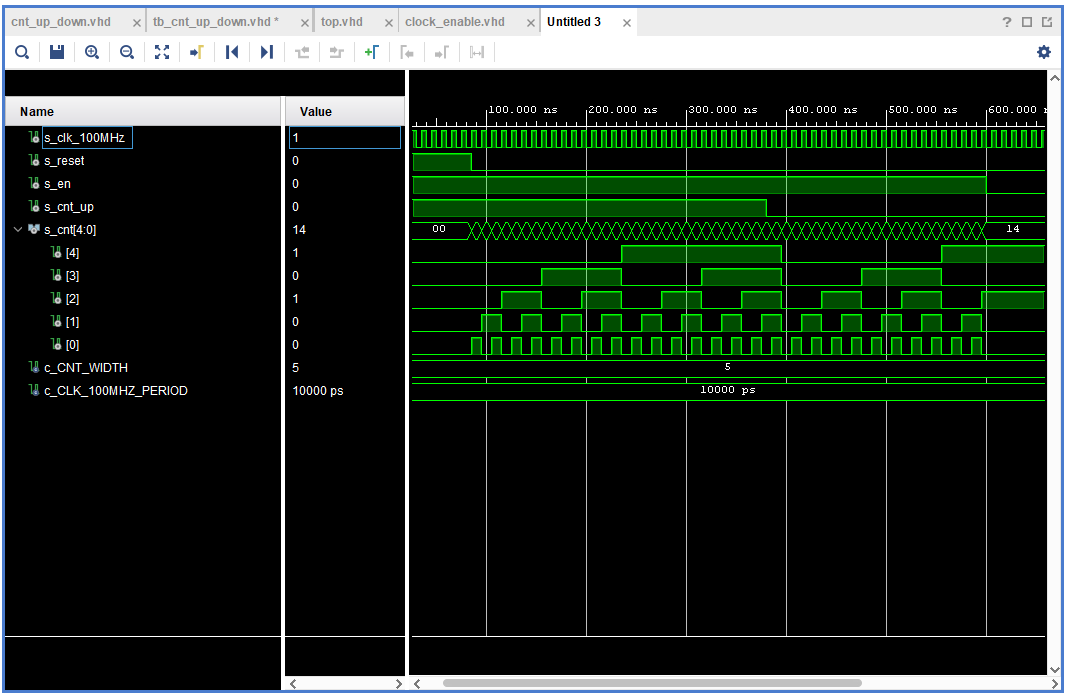 cnt_up_down.vhd × tb_cnt_up_down.vhd * × top.vhd × clock_enable.vhd × Untitled 3 × ?
100.000 ns 200.000 ns 300.000 ns 400.000 ns 500.000 ns 600.000 n
Name Value
s_clk_100MHz 1
s_reset 0
s_en 0
s_cnt_up 0
s_cnt[4:0] 14 00 14
[4] 1
[3] 0
[2] 1
[1] 0
[0] 0
c_CNT_WIDTH 5 5
c_CLK_100MHZ_PERIOD 10000 ps 10000 ps